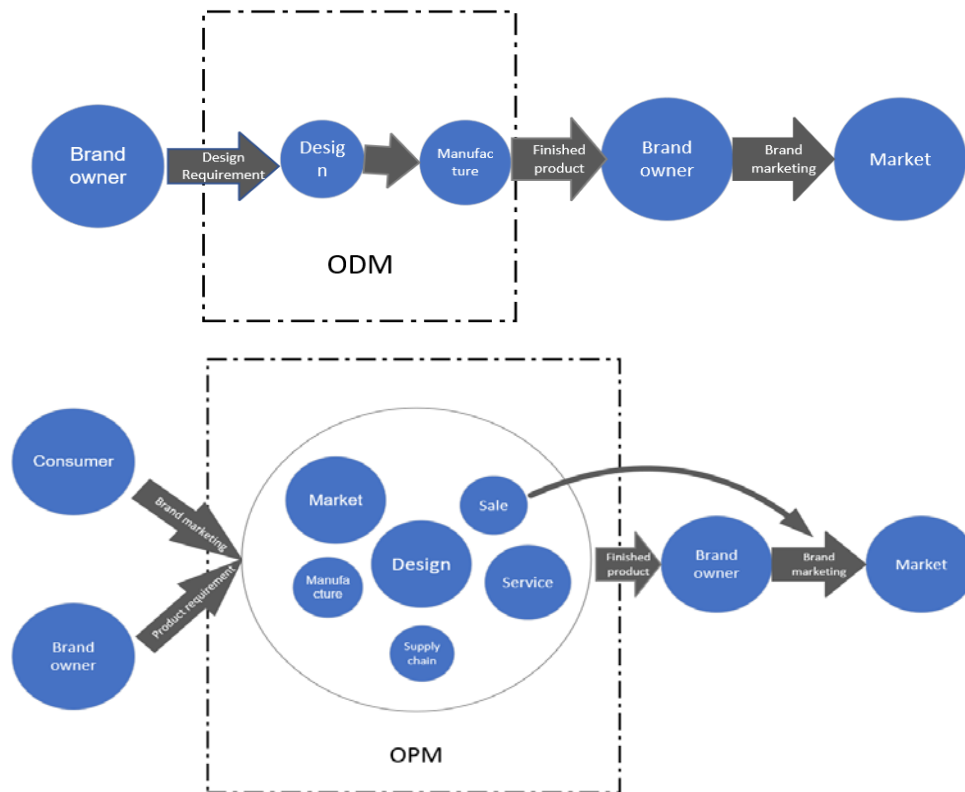 Brand
owner
Design
Requirement
Desig
n
Manufac
ture
Finished
product
Brand
owner
Brand
marketing
Market
ODM
Consumer
Brand marketing
Product requirement
Brand
owner
Market
Sale
Design
Manufa
cture
Service
Supply
chain
OPM
Finished
product
Brand
owner
Brand
marketing
Market